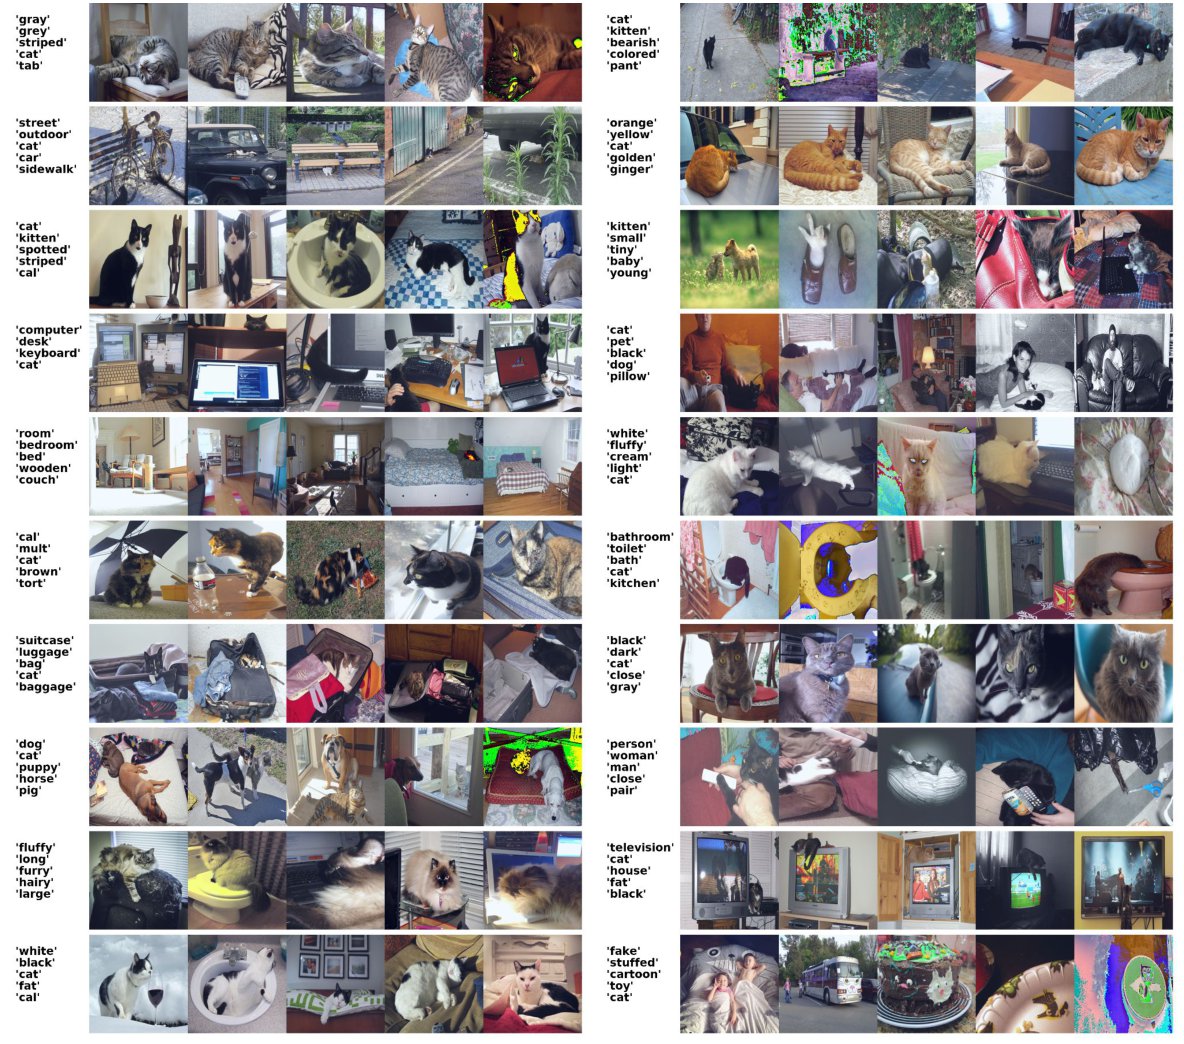 'gray'
'grey'
'striped'
'cat'
'tab'
'cat'
'kitten'
'bearish'
'colored'
'pant'
'street'
'outdoor'
'cat'
'car'
'sidewalk'
'orange'
'yellow'
'cat'
'golden'
'ginger'
'cat'
'kitten'
'spotted'
'striped'
'cal'
'kitten'
'small'
'tiny'
'baby'
'young'
'computer'
'desk'
'keyboard'
'cat'
'cat'
'pet'
'black'
'dog'
'pillow'
'room'
'bedroom'
'bed'
'wooden'
'couch'
'white'
'fluffy'
'cream'
'light'
'cat'
'cal'
'mult'
'cat'
'brown'
'tort'
'bathroom'
'toilet'
'bath'
'cat'
'kitchen'
'suitcase'
'luggage'
'bag'
'cat'
'baggage'
'black'
'dark'
'cat'
'close'
'gray'
'dog'
'cat'
'puppy'
'horse'
'pig'
'person'
'woman'
'man'
'close'
'pair'
'fluffy'
'long'
'furry'
'hairy'
'large'
'television'
'cat'
'house'
'fat'
'black'
'white'
'black'
'cat'
'fat'
'cal'
'fake'
'stuffed'
'cartoon'
'toy'
'cat'